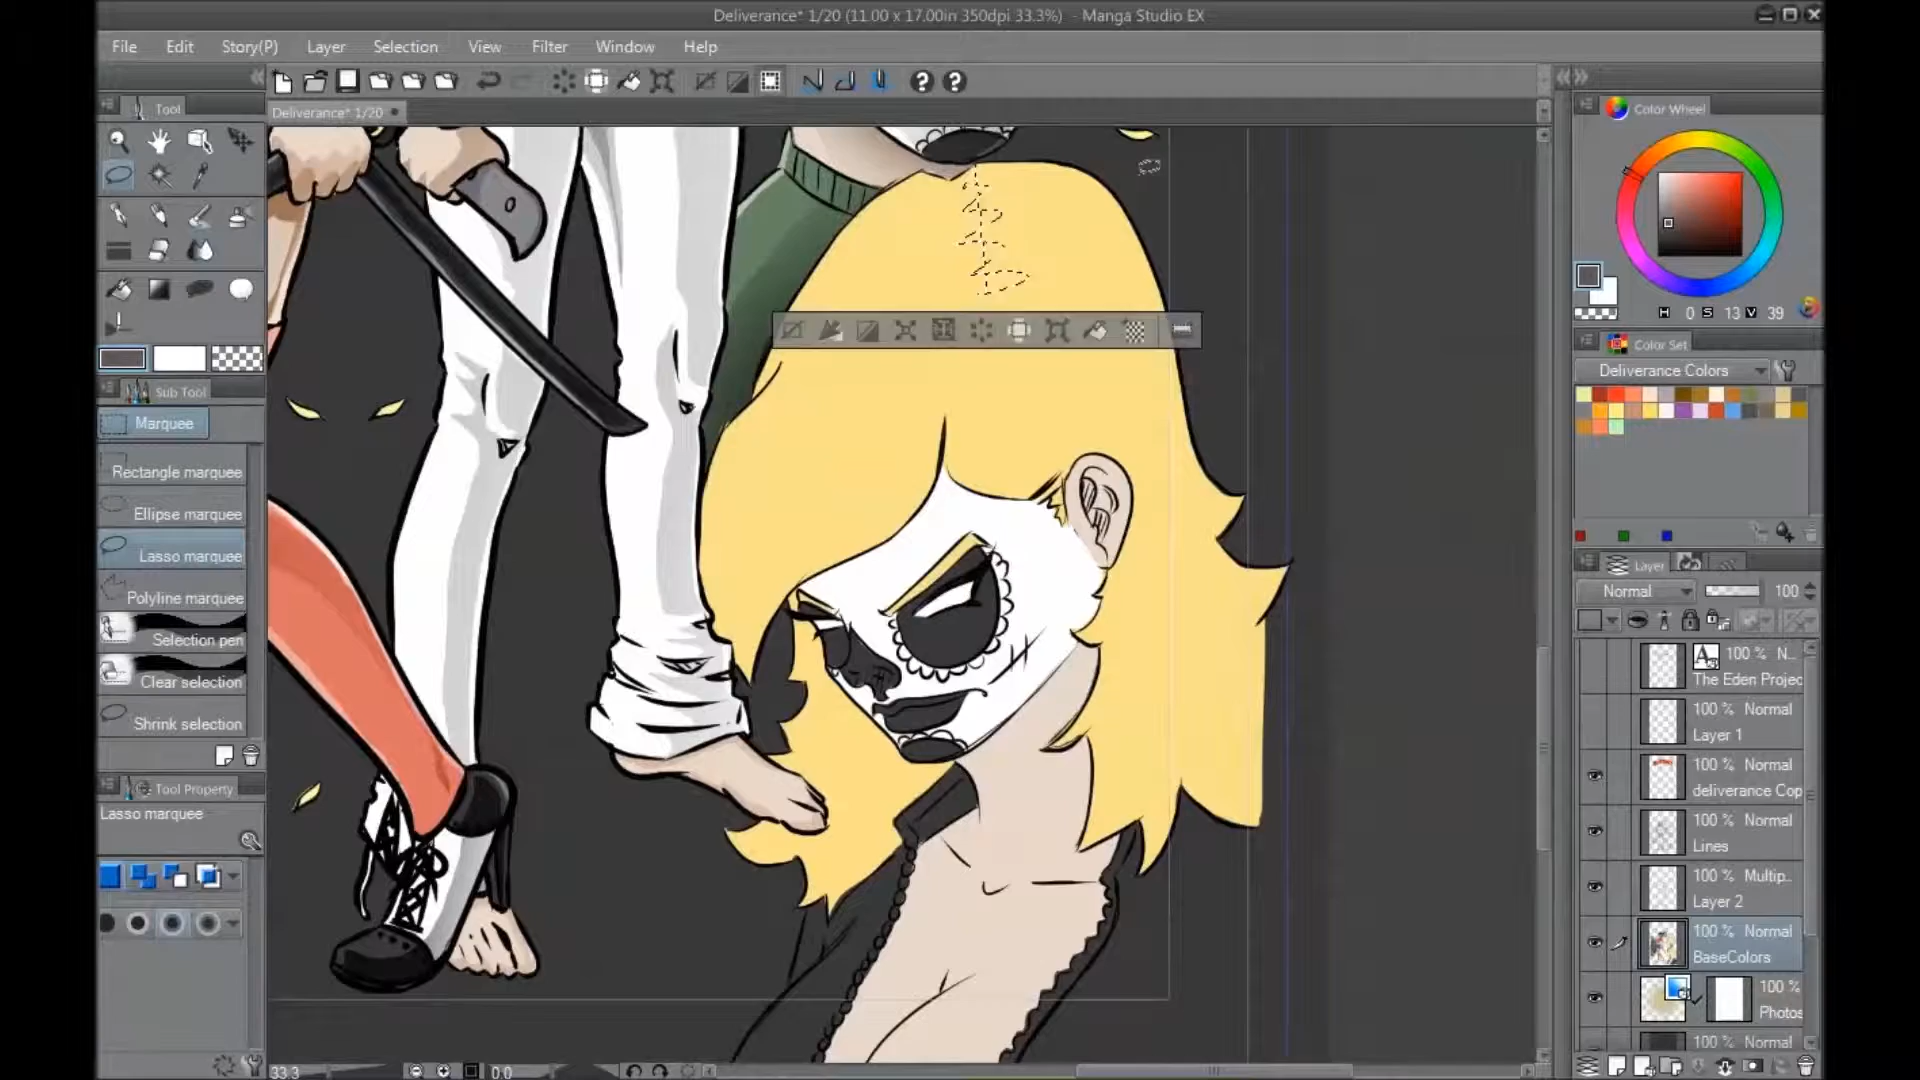 Deliverance* 1/20 (11.00 x 17.00in 350dpi 33.3%) - Manga Studio EX
File Edit Story(P) Layer Selection View Filter Window Help
Tool
Deliverance* 1/20
Color Wheel
H 0 S 13 V 39
Color Set
Deliverance Colors
Sub Tool
Marquee
Rectangle marquee
Ellipse marquee
Lasso marquee
Polyline marquee
Selection pen
Clear selection
Shrink selection
Tool Property
Lasso marquee
Layer
Normal 100
100 % N...
The Eden Projec
100 % Normal
Layer 1
100 % Normal
deliverance Cop
100 % Normal
Lines
100 % Multip..
Layer 2
100 % Normal
BaseColors
100 %
Photos
100 % Normal
33.3 0.0